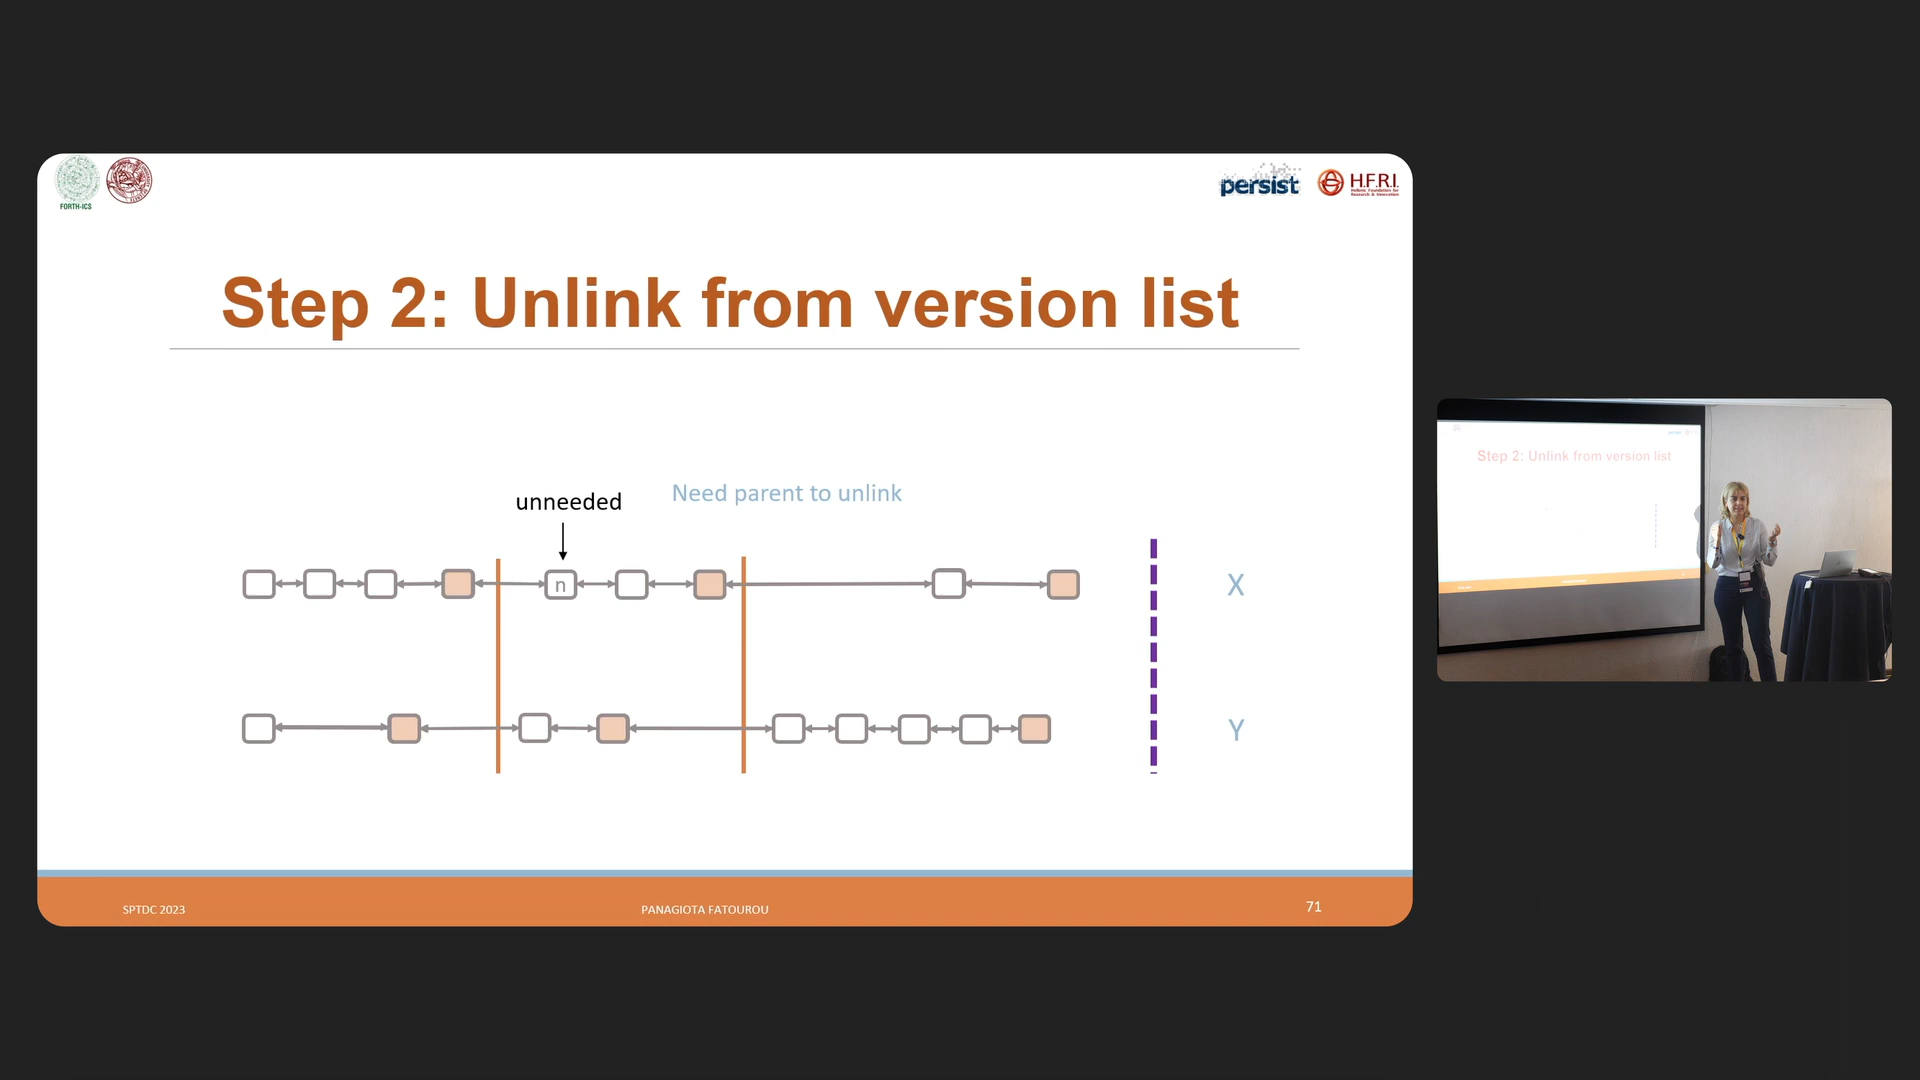 FORTH-ICS
persist
H.F.R.I.
Hellenic Foundation for
Research & Innovation
Step 2: Unlink from version list
unneeded
Need parent to unlink
n
X
Y
SPTDC 2023
PANAGIOTA FATOUROU
71
Step 2: Unlink from version list